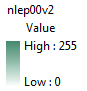 nlep00v2
Value
High : 255
Low : 0